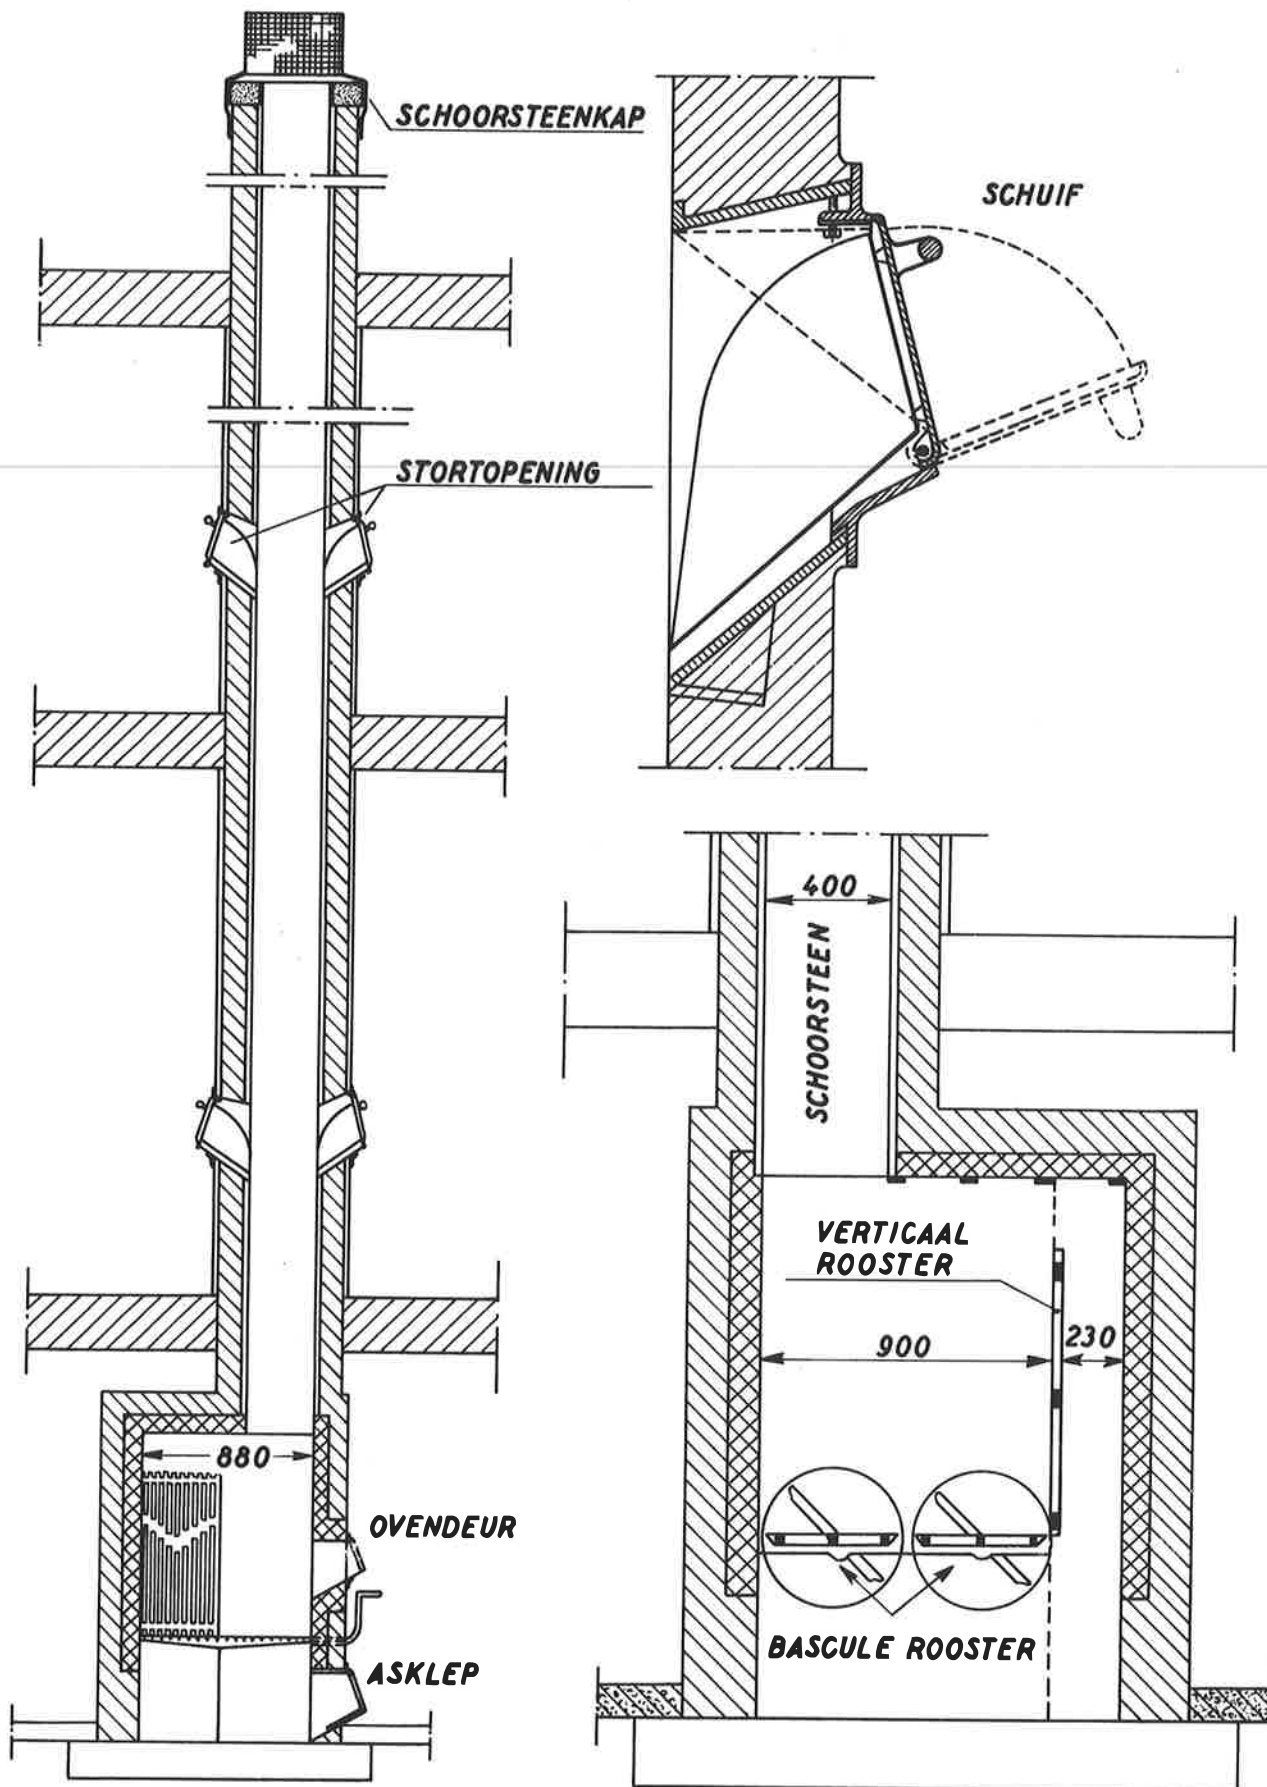 SCHOORSTEENKAP
SCHUIF
STORTOPENING
400
SCHOORSTEEN
VERTICAAL
ROOSTER
900
230
880
OVENDEUR
BASCULE ROOSTER
ASKLEP